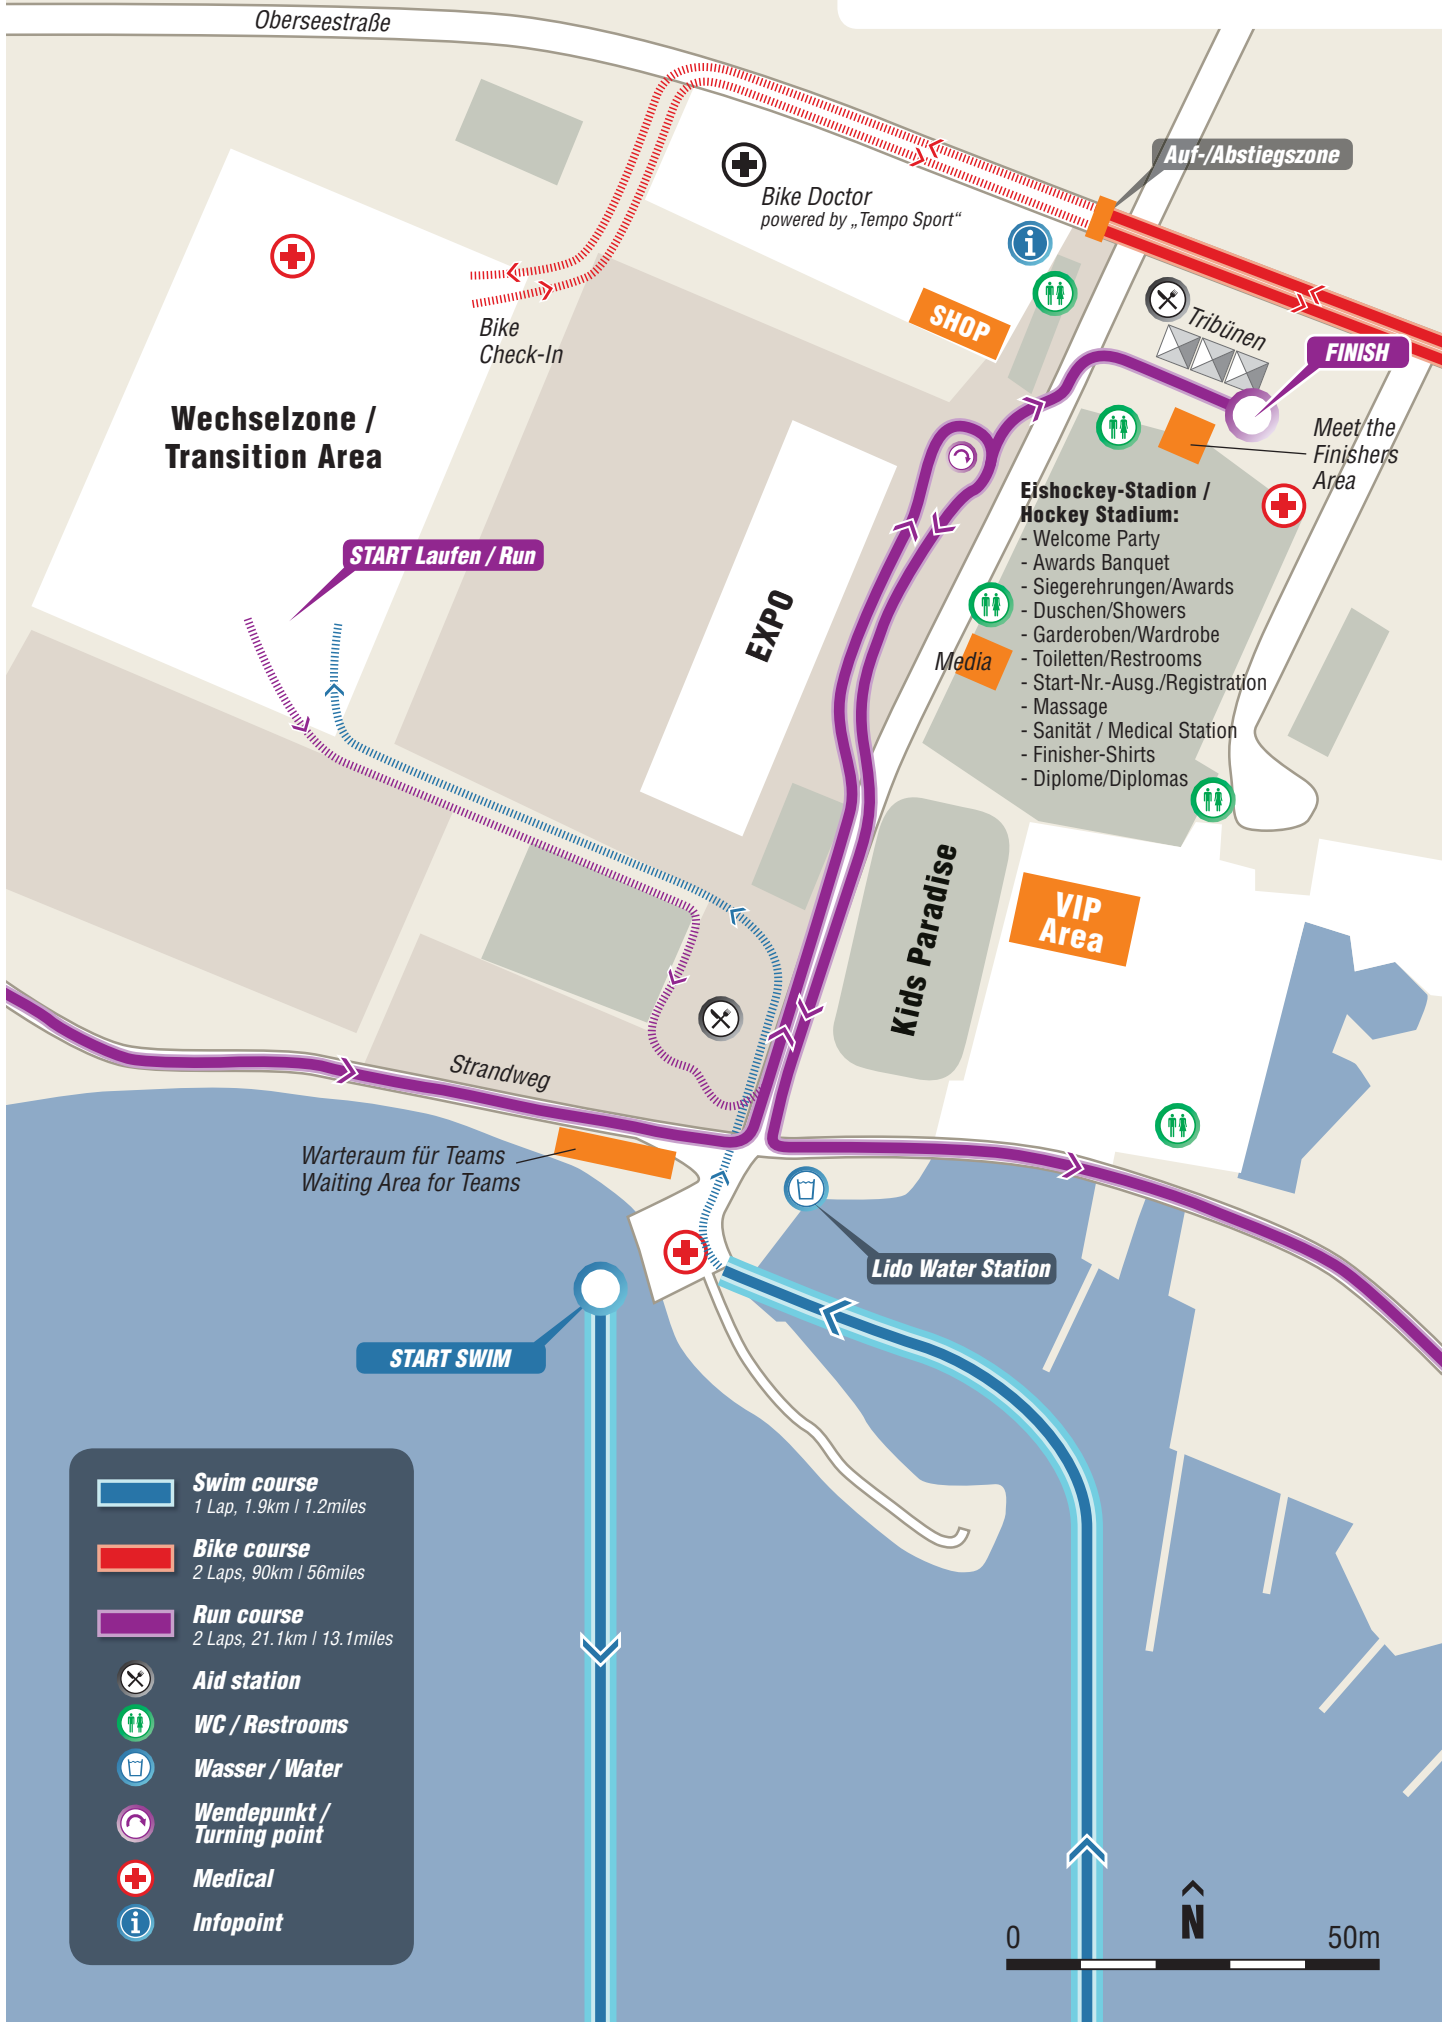 Oberseestraße
Auf-/Abstiegszone
Bike Doctor
powered by „Tempo Sport“
SHOP
Tribünen
FINISH
Bike
Check-In
Wechselzone /
Transition Area
Meet the
Finishers
Area
Eishockey-Stadion /
Hockey Stadium:
- Welcome Party
- Awards Banquet
- Siegerehrungen/Awards
- Duschen/Showers
- Garderoben/Wardrobe
- Toiletten/Restrooms
- Start-Nr.-Ausg./Registration
- Massage
- Sanität / Medical Station
- Finisher-Shirts
- Diplome/Diplomas
START Laufen / Run
EXPO
Media
Kids Paradise
VIP
Area
Strandweg
Warteraum für Teams
Waiting Area for Teams
Lido Water Station
START SWIM
Swim course
1 Lap, 1.9km | 1.2miles
Bike course
2 Laps, 90km | 56miles
Run course
2 Laps, 21.1km | 13.1miles
Aid station
WC / Restrooms
Wasser / Water
Wendepunkt /
Turning point
Medical
Infopoint
N
0 50m